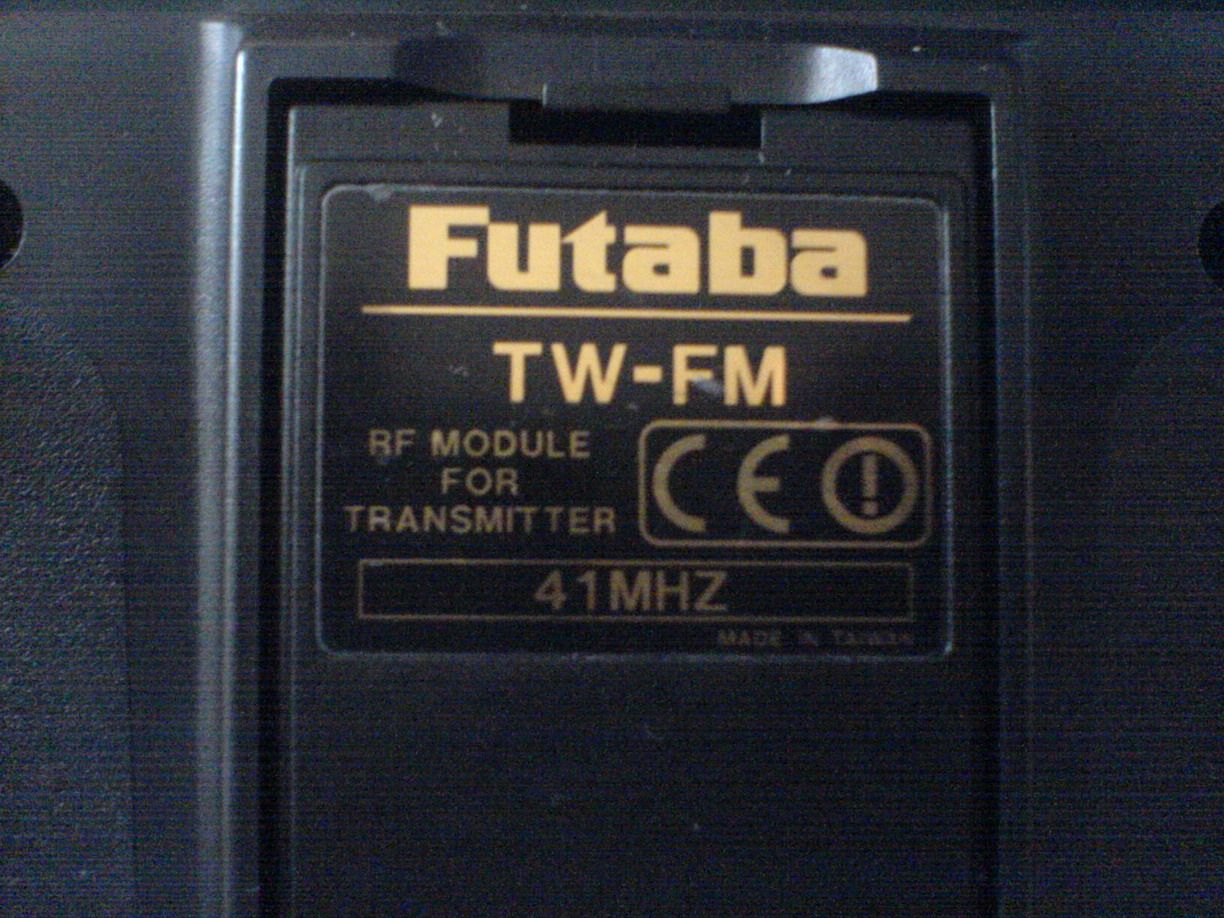 Futaba
TW-FM
RF MODULE
FOR
TRANSMITTER
CE
41MHZ
MADE IN TAIWAN